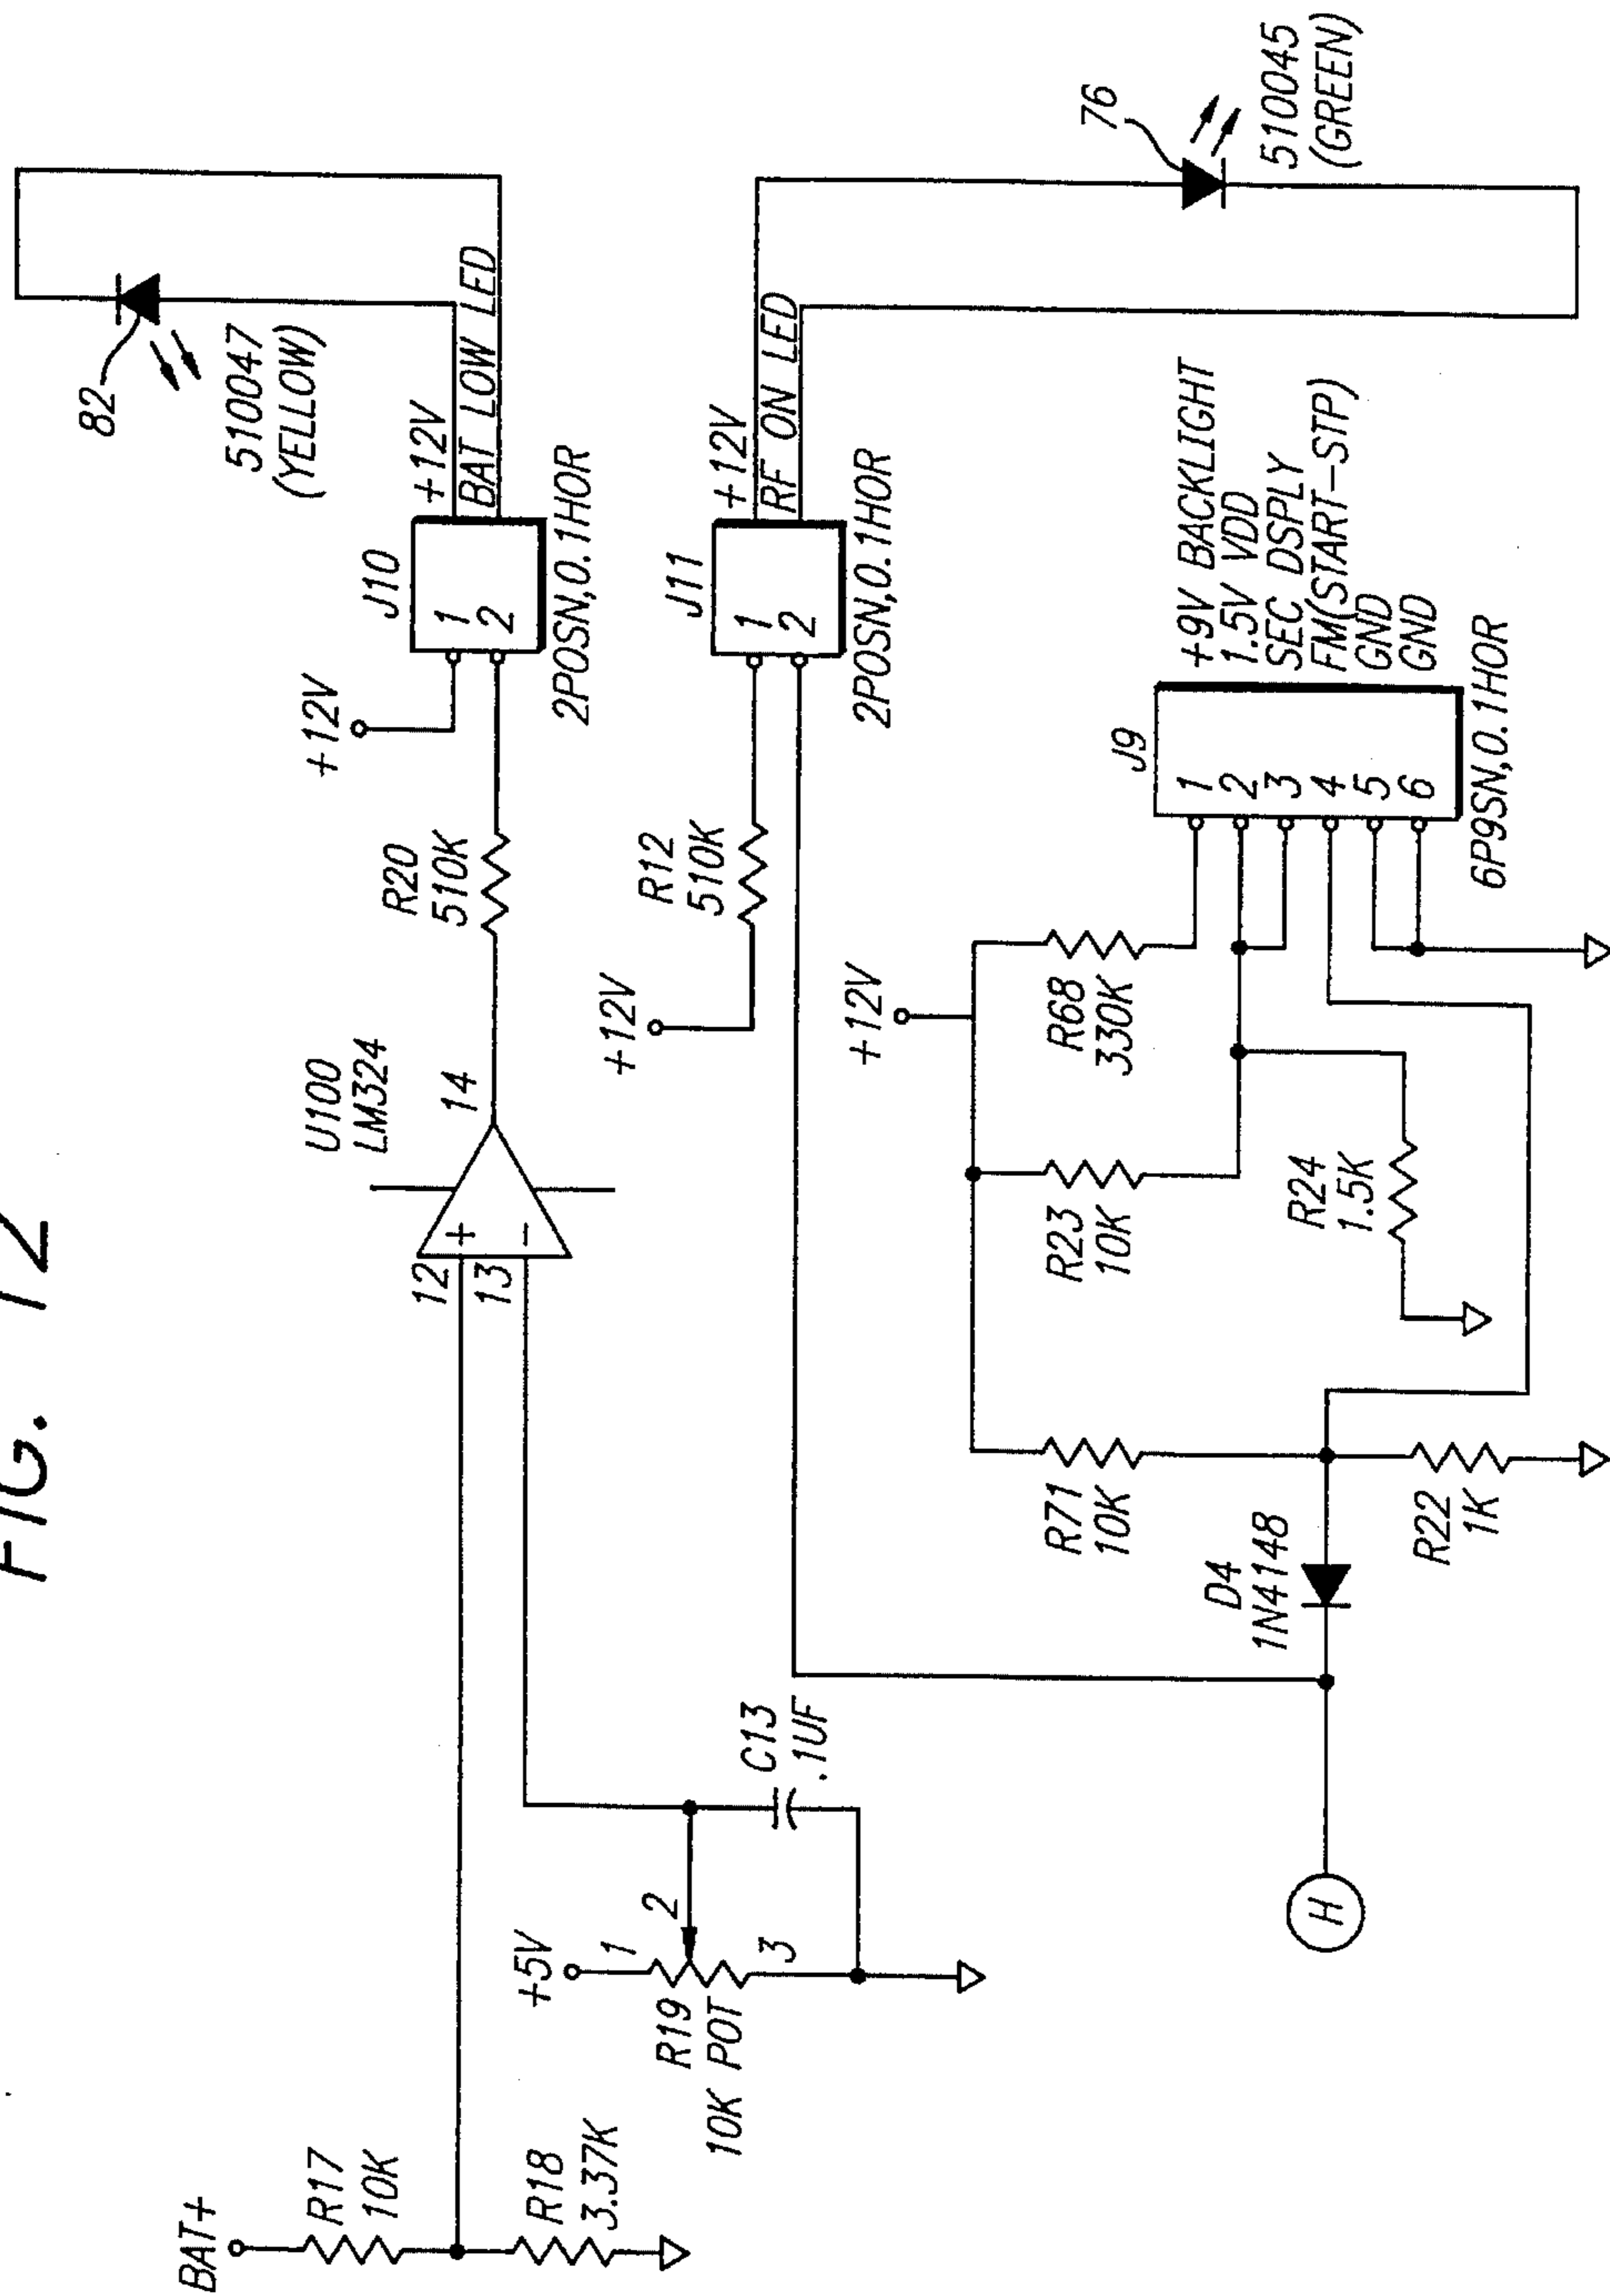 FIG. 12
BAT+
R17
10K
R18
3.37K
+5V
1
2
3
R19
10K POT
C13
.1UF
12
13
+
-
U100
LM324
14
R20
510K
+12V
J10
1
2
2POSN,0.1HOR
+12V
BAT LOW LED
82
510047
(YELLOW)
+12V
R12
510K
J11
1
2
2POSN,0.1HOR
+12V
RF ON LED
76
510045
(GREEN)
+12V
R68
330K
R23
10K
R24
1.5K
R71
10K
R22
1K
D4
1N4148
H
J9
1
2
3
4
5
6
6P9SN,0.1HOR
+9V BACKLIGHT
1.5V VDD
SEC DSPLY
FM(START-STP)
GND
GND